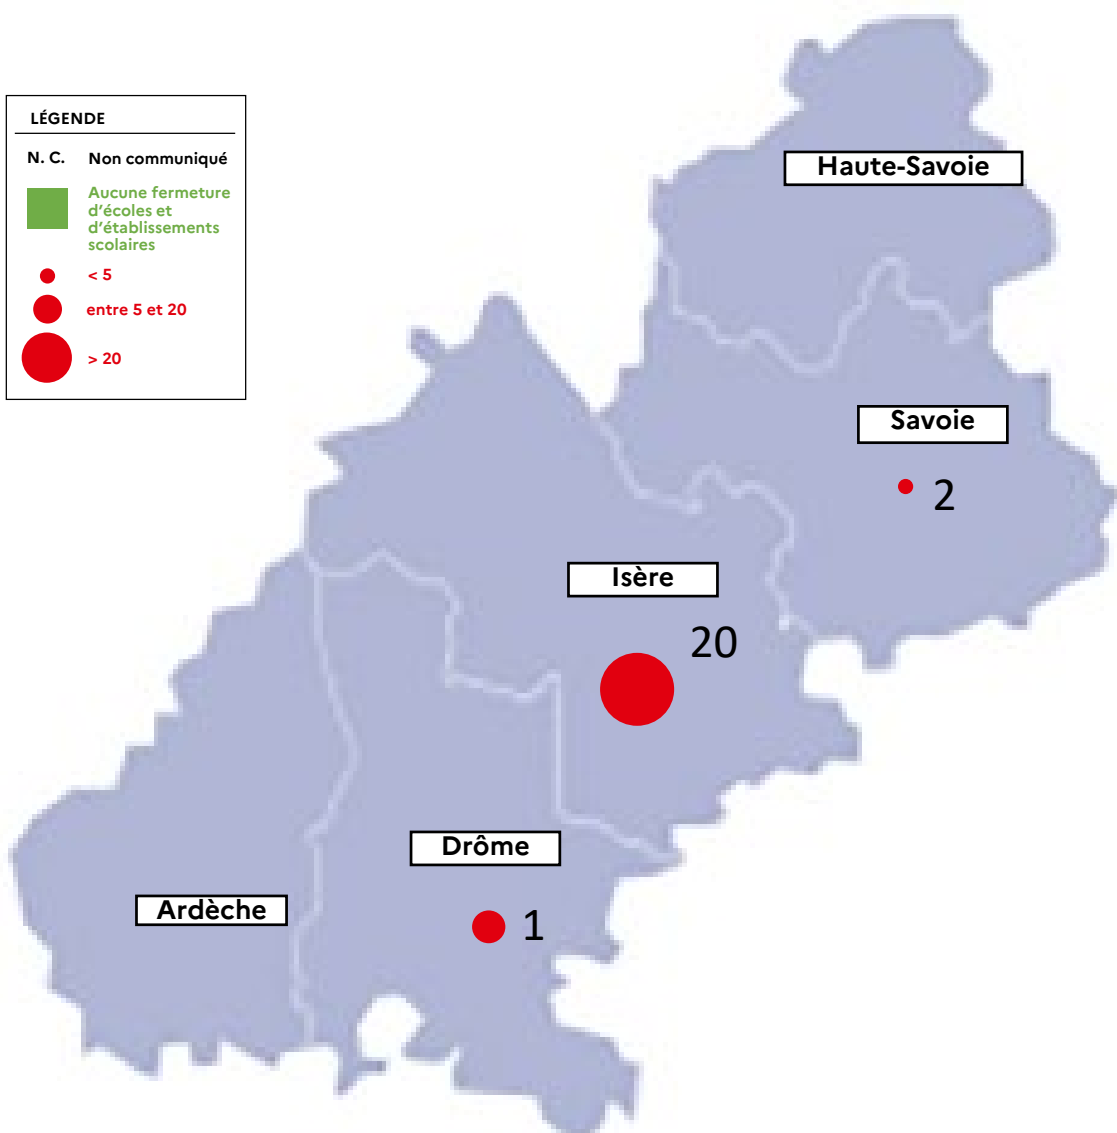 LÉGENDE
N. C. Non communiqué
Aucune fermeture
d'écoles et
d'établissements
scolaires
< 5
entre 5 et 20
> 20
Haute-Savoie
Savoie
2
Isère
20
Drôme
1
Ardèche